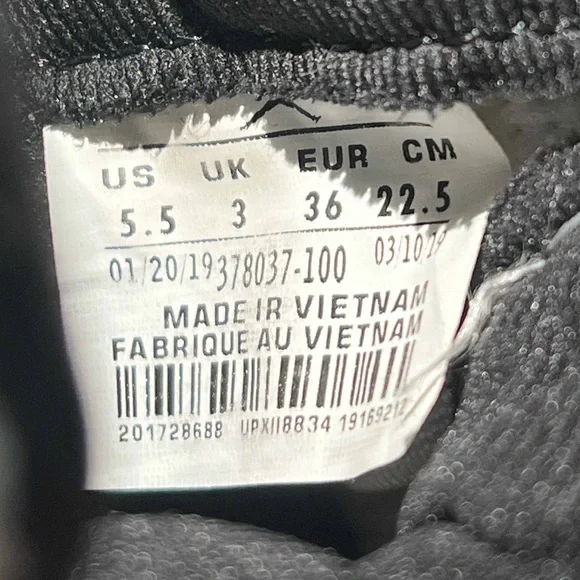 US UK EUR CM
5.5 3 36 22.5
01/20/19 378037-100 03/10/19
MADE IR VIETNAM
FABRIQUE AU VIETNAM
201728688 UPXII8834 19169212